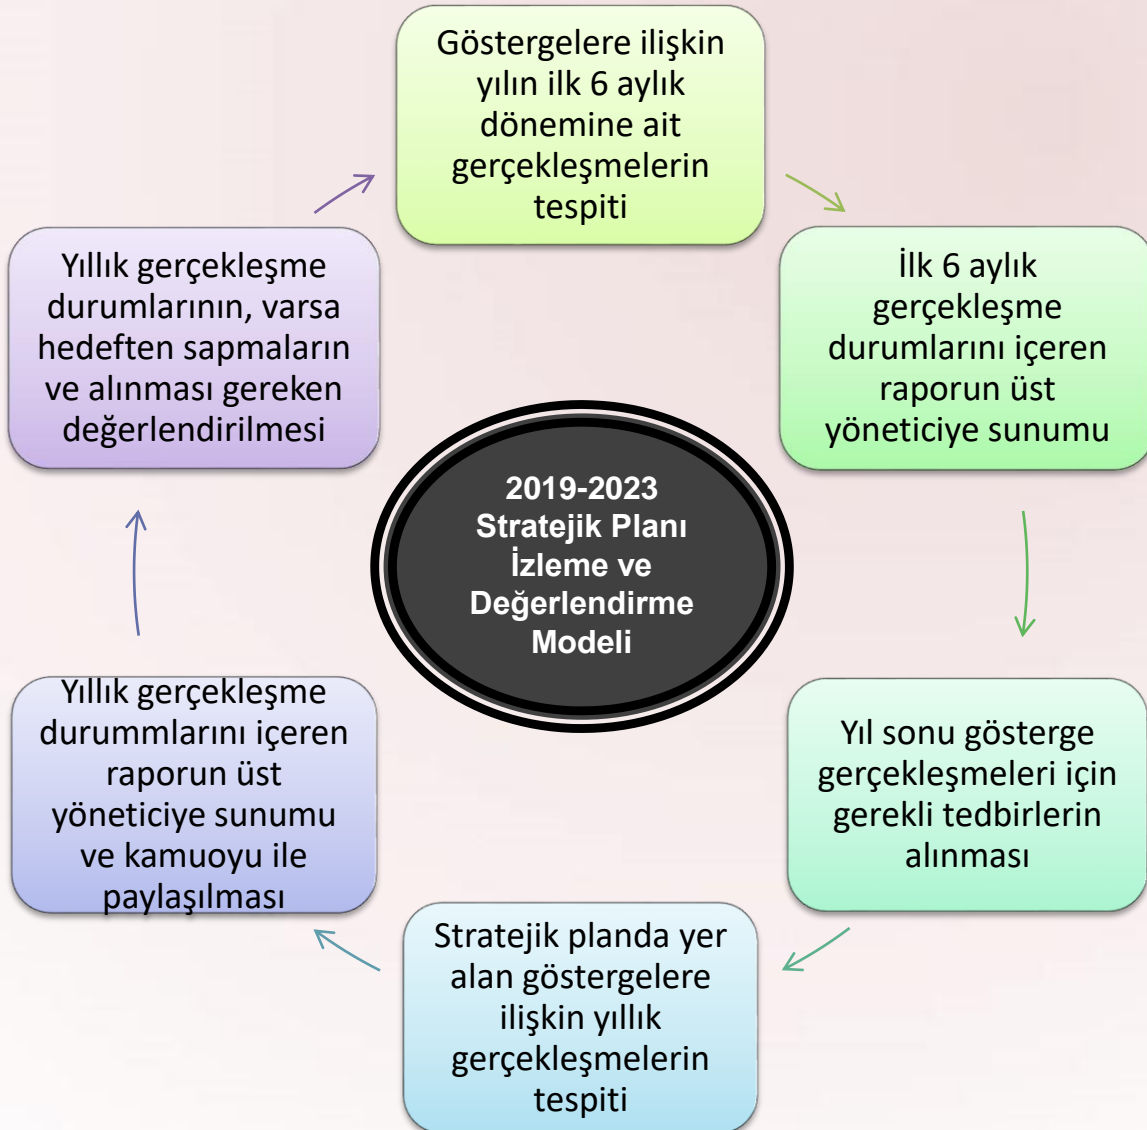 Göstergelere ilişkin
yılın ilk 6 aylık
dönemine ait
gerçekleşmelerin
tespiti
İlk 6 aylık
gerçekleşme
durumlarını içeren
raporun üst
yöneticiye sunumu
Yıl sonu gösterge
gerçekleşmeleri için
gerekli tedbirlerin
alınması
Stratejik planda yer
alan göstergelere
ilişkin yıllık
gerçekleşmelerin
tespiti
Yıllık gerçekleşme
durummlarını içeren
raporun üst
yöneticiye sunumu
ve kamuoyu ile
paylaşılması
Yıllık gerçekleşme
durumlarının, varsa
hedeften sapmaların
ve alınması gereken
değerlendirilmesi
2019-2023
Stratejik Planı
İzleme ve
Değerlendirme
Modeli